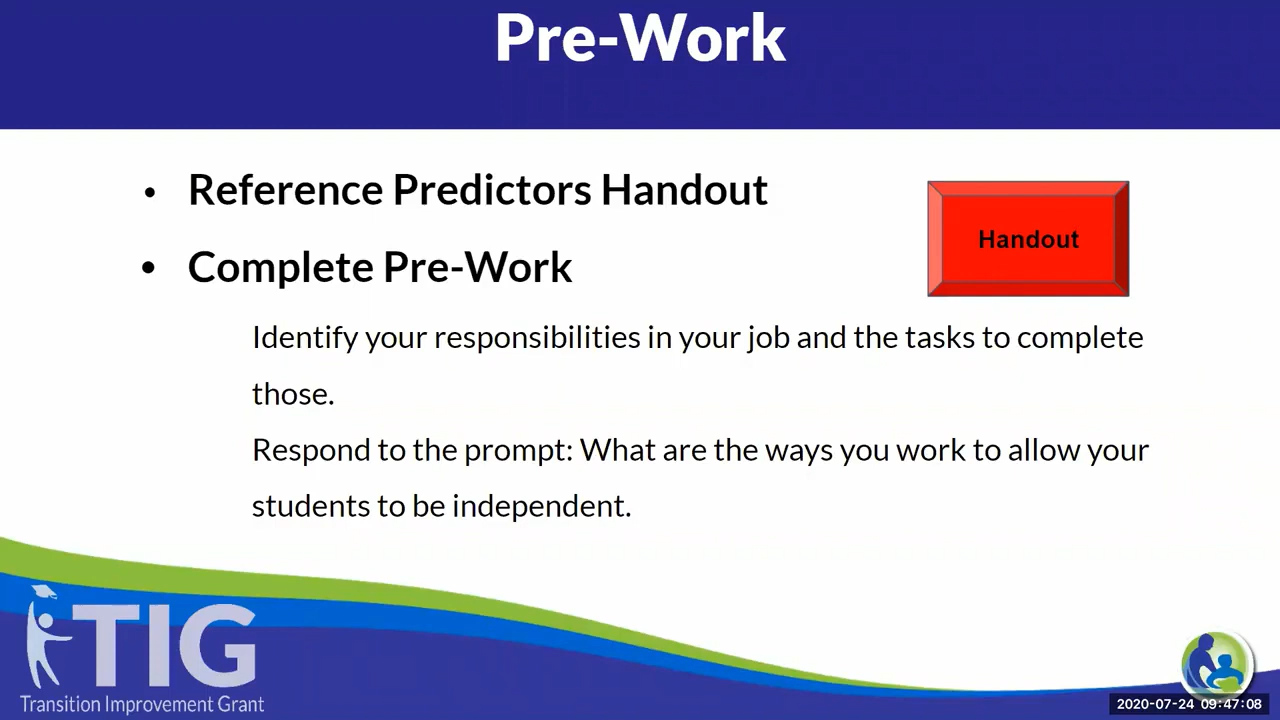 Pre-Work
• Reference Predictors Handout
Handout
• Complete Pre-Work
Identify your responsibilities in your job and the tasks to complete
those.
Respond to the prompt: What are the ways you work to allow your
students to be independent.
TIG
Transition Improvement Grant
2020-07-24 09:47:08